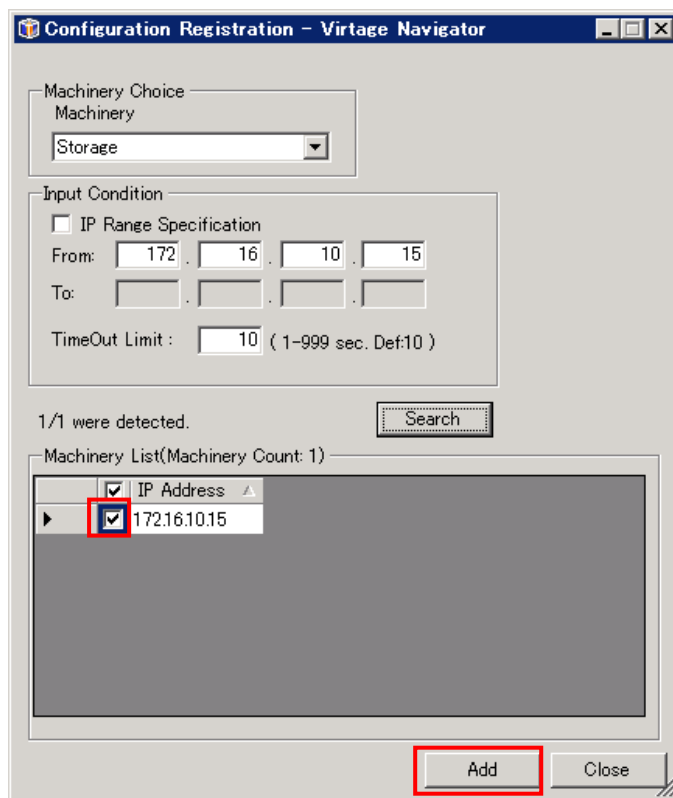 Configuration Registration - Virtage Navigator
Machinery Choice
Machinery
Storage
Input Condition
IP Range Specification
From: 172 . 16 . 10 . 15
To: . . .
TimeOut Limit : 10 ( 1-999 sec. Def:10 )
1/1 were detected.
Search
Machinery List(Machinery Count: 1)
IP Address
172.16.10.15
Add
Close